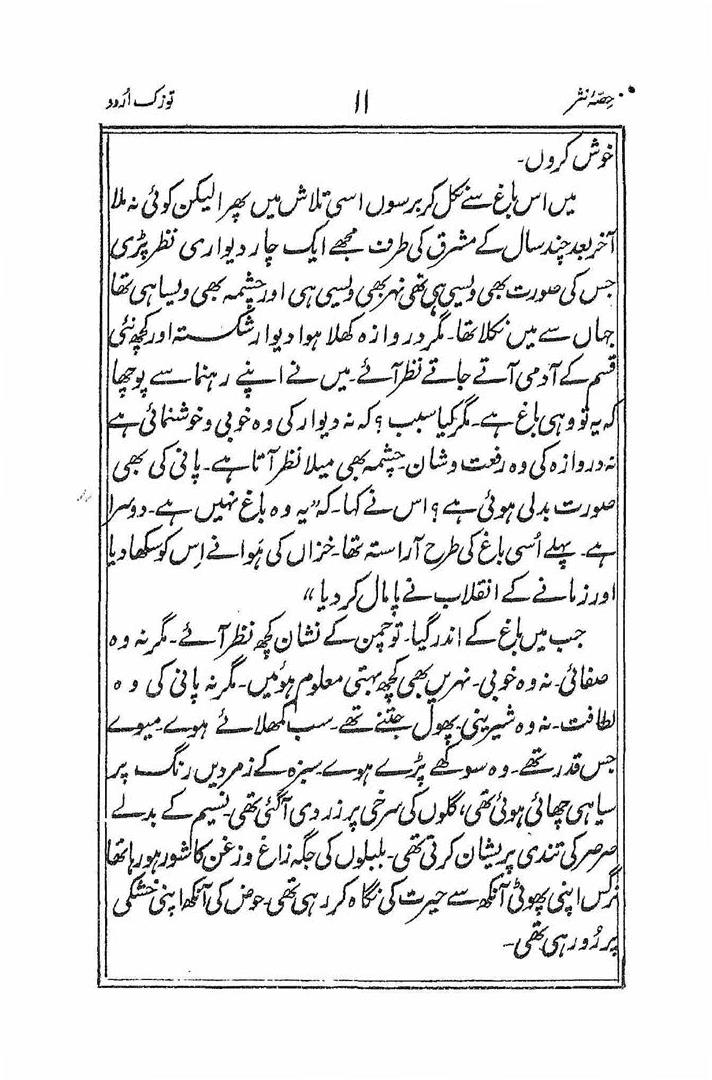 حصۂ نثر ۱۱ توزک اُردو
خوش کروں۔
میں اس باغ سے نکل کر برسوں اسی تلاش میں پھرا لیکن کوئی نہ ملا
آخر بعد چند سال کے مشرق کی طرف مجھے ایک چار دیواری نظر پڑی
جس کی صورت بھی ویسی ہی تھی نہر بھی ویسی ہی اور چشمہ بھی ویسا ہی تھا
جہاں سے میں نکلا تھا۔ مگر دروازہ کھلا ہوا دیوار شکستہ اور کچھ نئی
قسم کے آدمی آتے جاتے نظر آئے۔ میں نے اپنے رہنما سے پوچھا
کہ یہ تو وہی باغ ہے۔ مگر کیا سبب؟ کہ نہ دیوار کی وہ خوبی و خوشنمائی ہے
نہ دروازہ کی وہ رفعت و شان۔ چشمہ بھی میلا نظر آتا ہے۔ پانی کی بھی
صورت بدلی ہوئی ہے؟ اس نے کہا۔ کہ "یہ وہ باغ نہیں ہے۔ دوسرا
ہے۔ پہلے اُسی باغ کی طرح آراستہ تھا۔ خزاں کی ہَوا نے اِس کو سکھا دیا
اور زمانے کے انقلاب نے پامال کر دیا"
جب میں باغ کے اندر گیا۔ تو چمن کے نشان کچھ نظر آئے۔ مگر نہ وہ
صفائی۔ نہ وہ خوبی۔ نہریں بھی کچھ بہتی معلوم ہوئیں۔ مگر نہ پانی کی وہ
لطافت۔ نہ وہ شیرینی۔ پھول جتنے تھے۔ سب کمھلائے ہوے۔ میوے
جس قدر تھے۔ وہ سوکھے پڑے ہوے۔ سبزہ کے زمردیں رنگ پر
سیاہی چھائی ہوئی تھی، گلوں کی سرخی پر زردی آ گئی تھی۔ نسیم کے بدلے
صرصر کی تندی پریشان کرتی تھی۔ بلبلوں کی جگہ زاغ و زغن کا شور ہو رہا تھا
نرگس اپنی پھوٹی آنکھ سے حیرت کی نگاہ کر رہی تھی۔ حوض کی آنکھ اپنی خشکی
پر رو رہی تھی۔